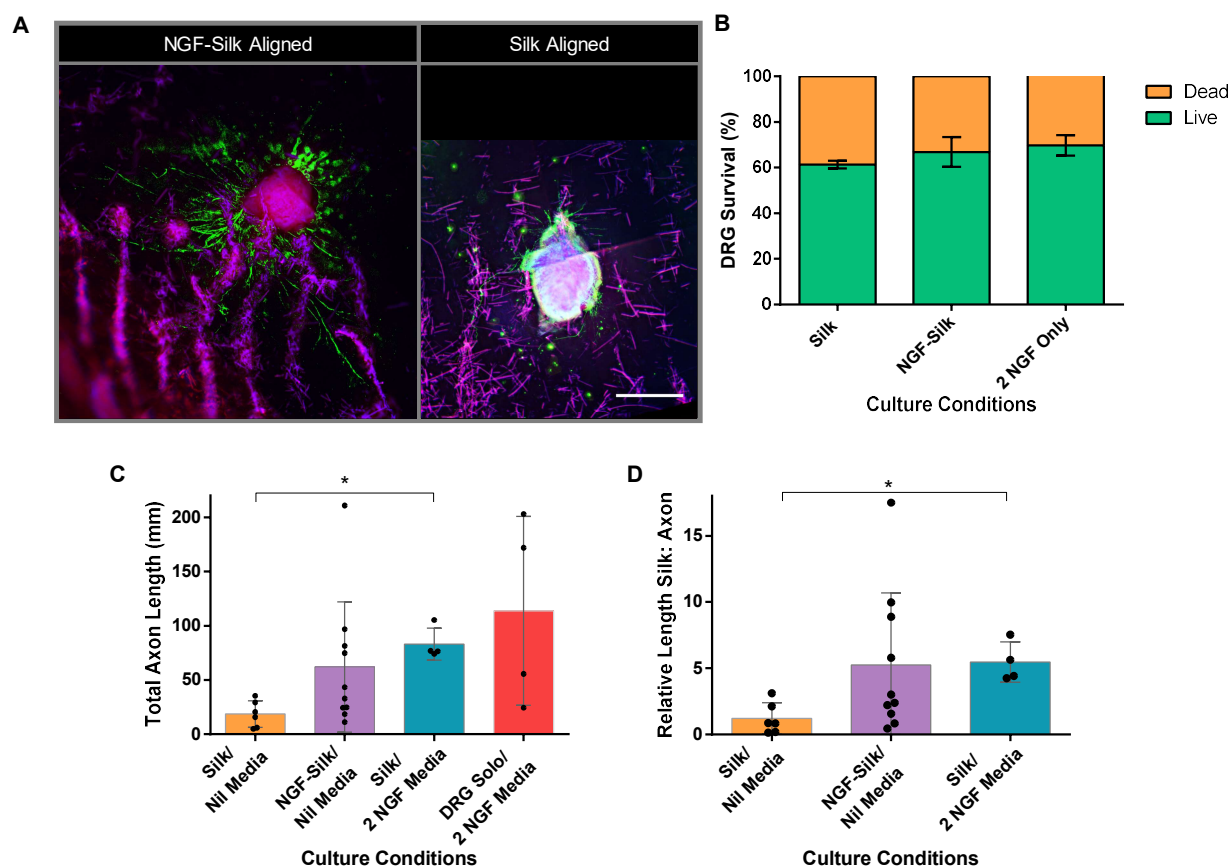 A
NGF-Silk Aligned
Silk Aligned
B
100
80
60
40
20
0
DRG Survival (%)
Silk
NGF-Silk
2 NGF Only
Culture Conditions
Dead
Live
C
*
200
150
100
50
0
Total Axon Length (mm)
Silk/
Nil Media
NGF-Silk/
Nil Media
Silk/
2 NGF Media
DRG Solo/
2 NGF Media
Culture Conditions
D
*
15
10
5
0
Relative Length Silk: Axon
Silk/
Nil Media
NGF-Silk/
Nil Media
Silk/
2 NGF Media
Culture Conditions